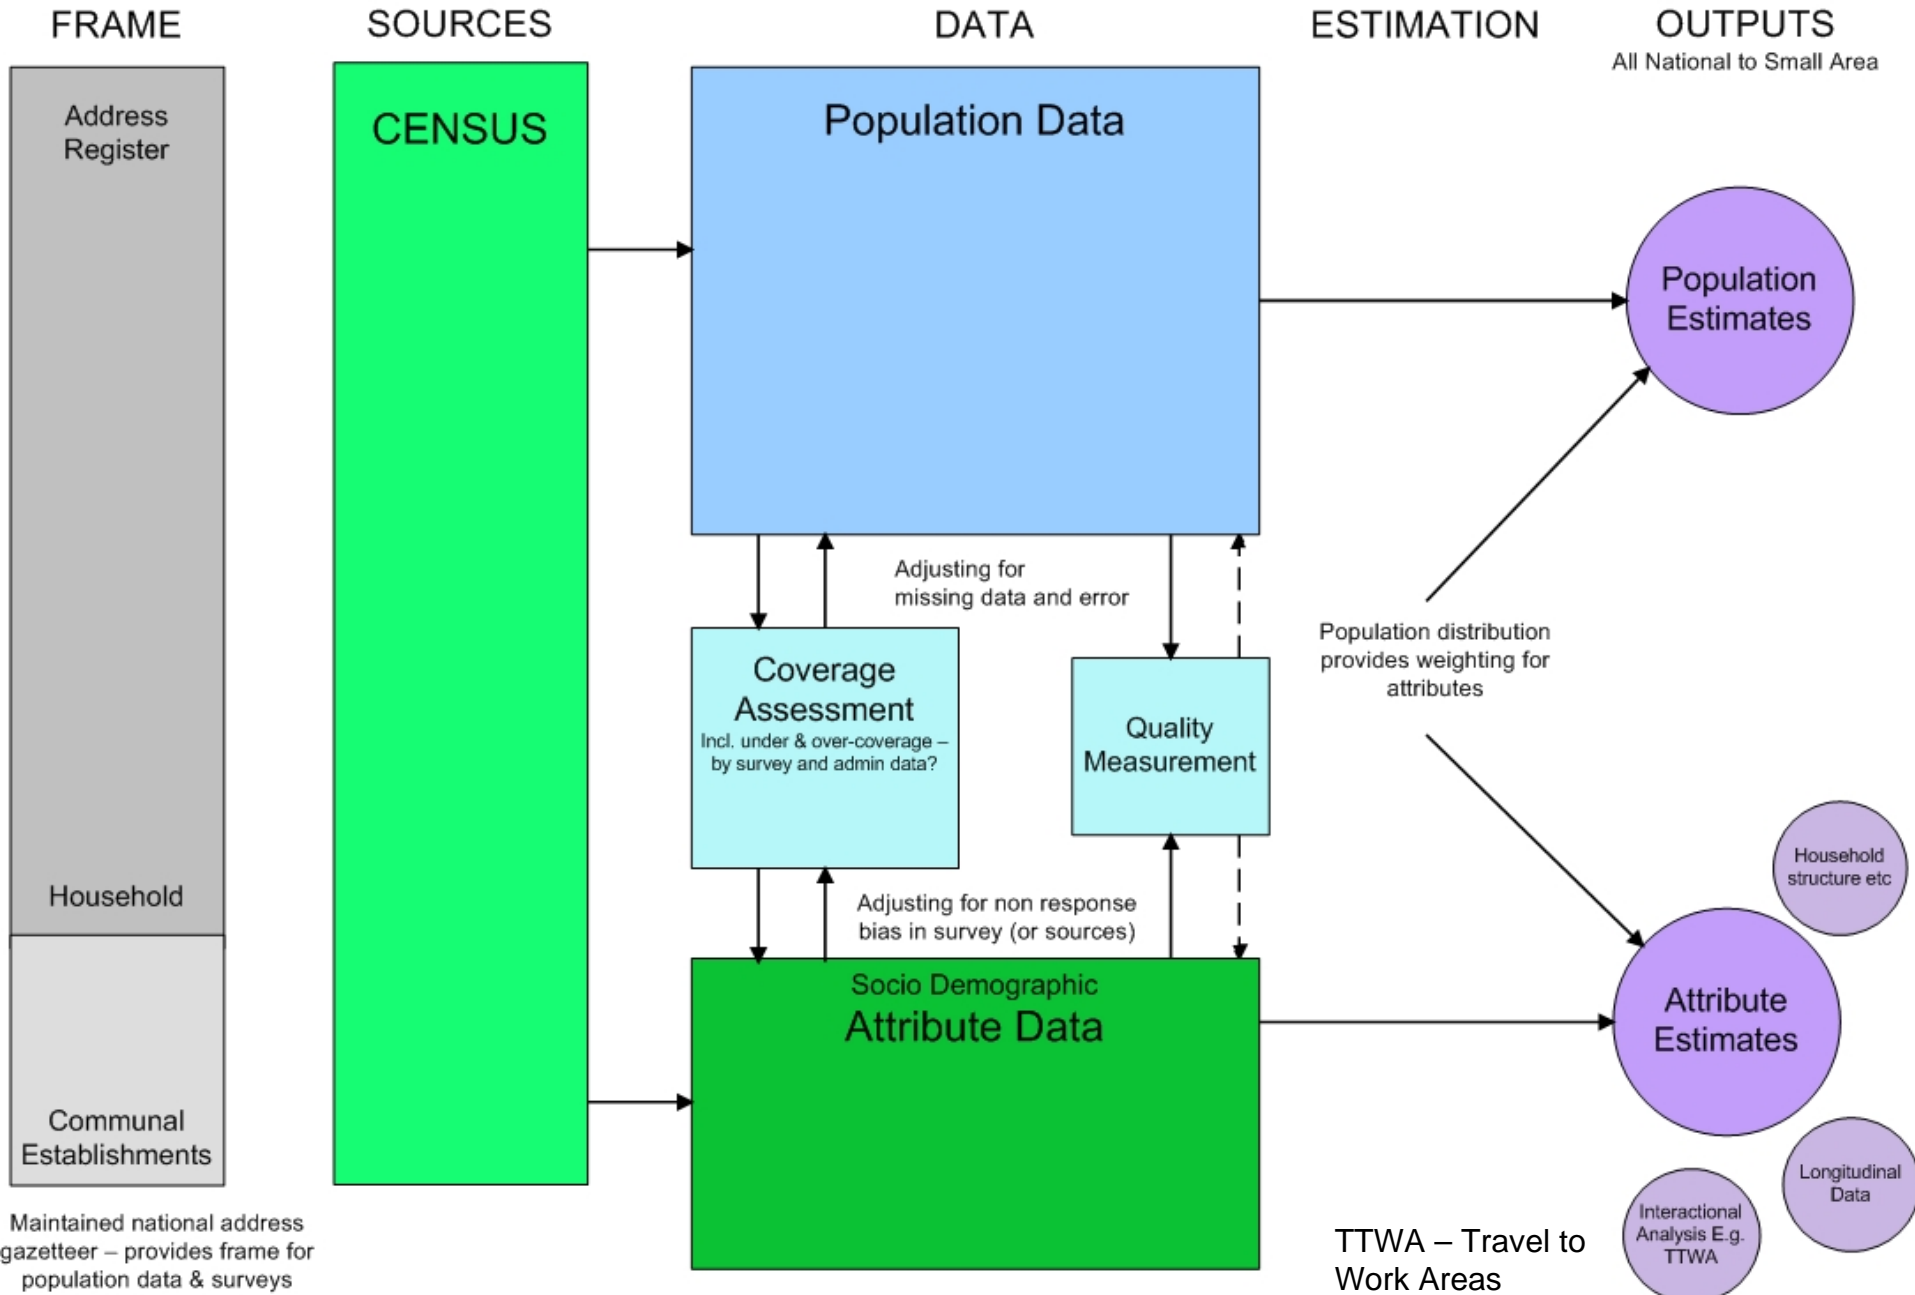 FRAME
SOURCES
DATA
ESTIMATION
OUTPUTS
All National to Small Area
Address
Register
Household
Communal
Establishments
Maintained national address
gazetteer – provides frame for
population data & surveys
CENSUS
Population Data
Adjusting for
missing data and error
Coverage
Assessment
Incl. under & over-coverage –
by survey and admin data?
Quality
Measurement
Adjusting for non response
bias in survey (or sources)
Socio Demographic
Attribute Data
Population distribution
provides weighting for
attributes
Population
Estimates
Household
structure etc
Attribute
Estimates
Longitudinal
Data
Interactional
Analysis E.g.
TTWA
TTWA – Travel to
Work Areas